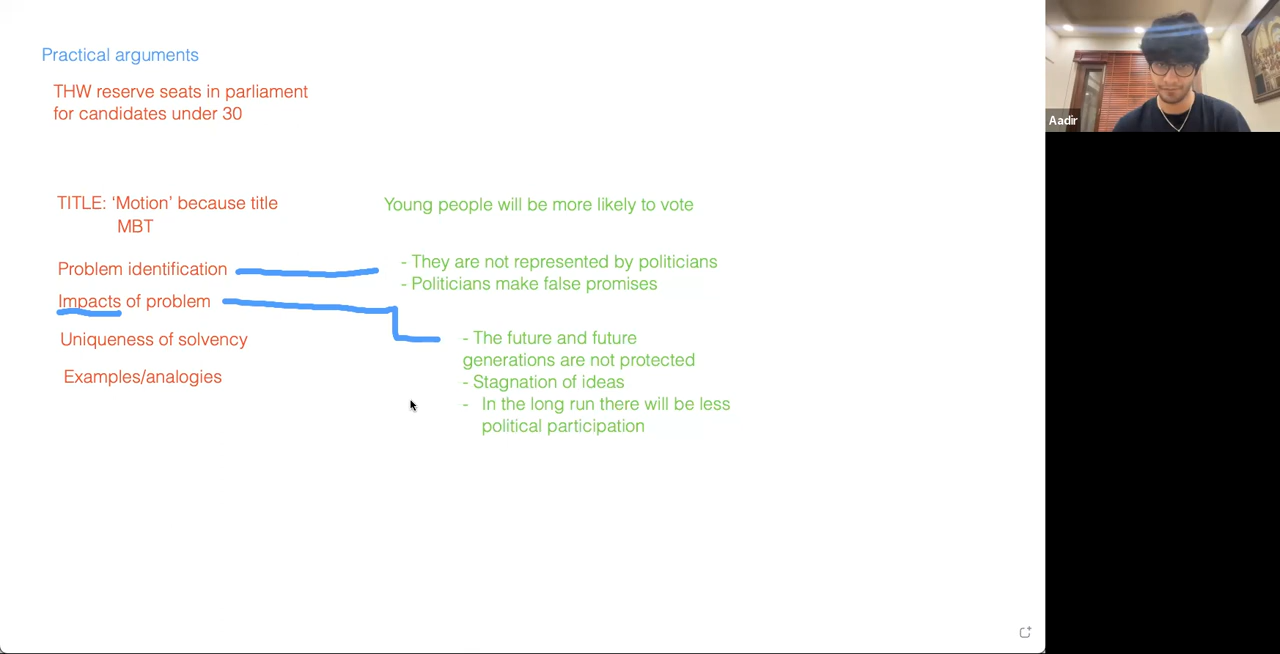 Practical arguments
THW reserve seats in parliament
for candidates under 30
TITLE: ‘Motion’ because title
MBT
Young people will be more likely to vote
Problem identification
- They are not represented by politicians
- Politicians make false promises
Impacts of problem
- The future and future
generations are not protected
- Stagnation of ideas
- In the long run there will be less
political participation
Uniqueness of solvency
Examples/analogies
Aadir